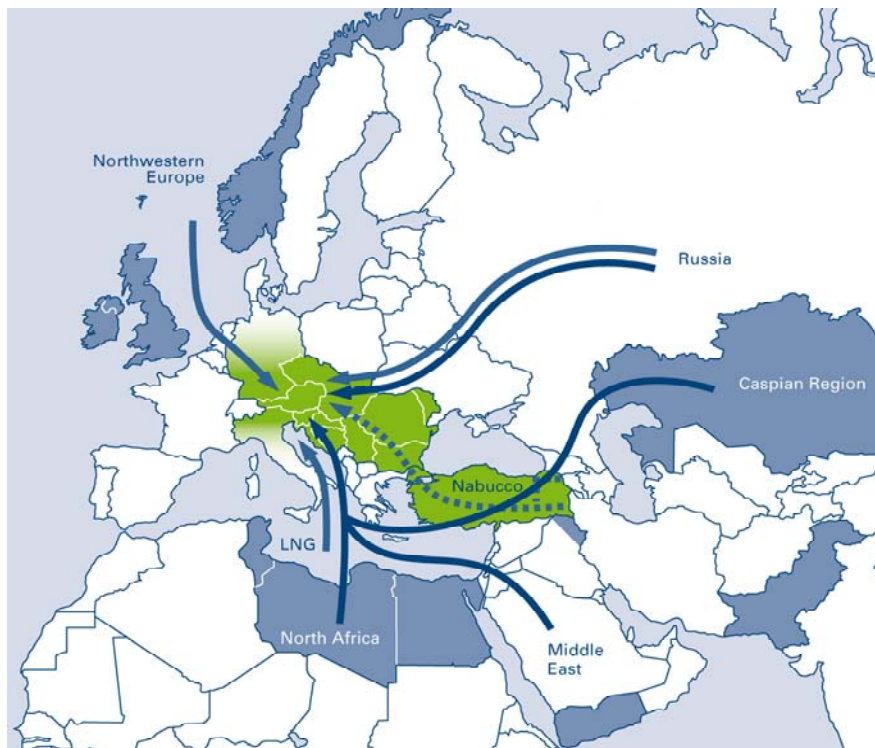 Northwestern
Europe
Russia
Caspian Region
Nabucco
LNG
North Africa
Middle
East